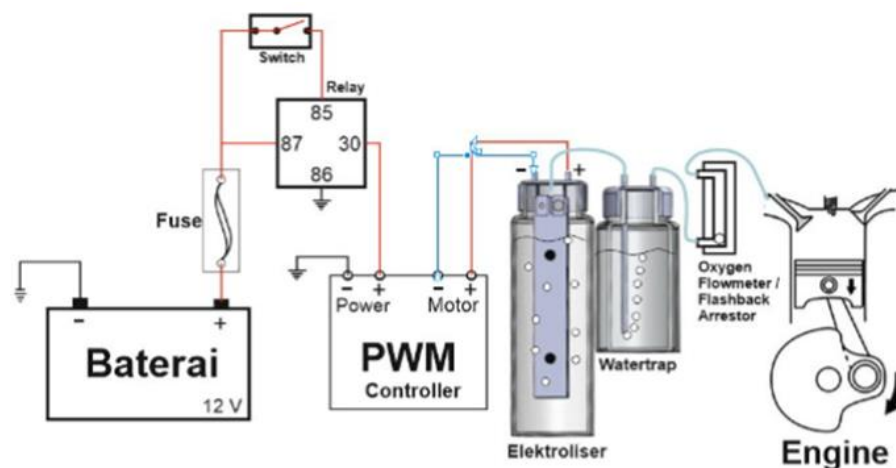 Switch
Relay
85
87 30
86
Fuse
- +
Baterai
12 V
- +
Power
- +
Motor
PWM
Controller
- +
Elektroliser
Watertrap
Oxygen
Flowmeter /
Flashback
Arrestor
Engine